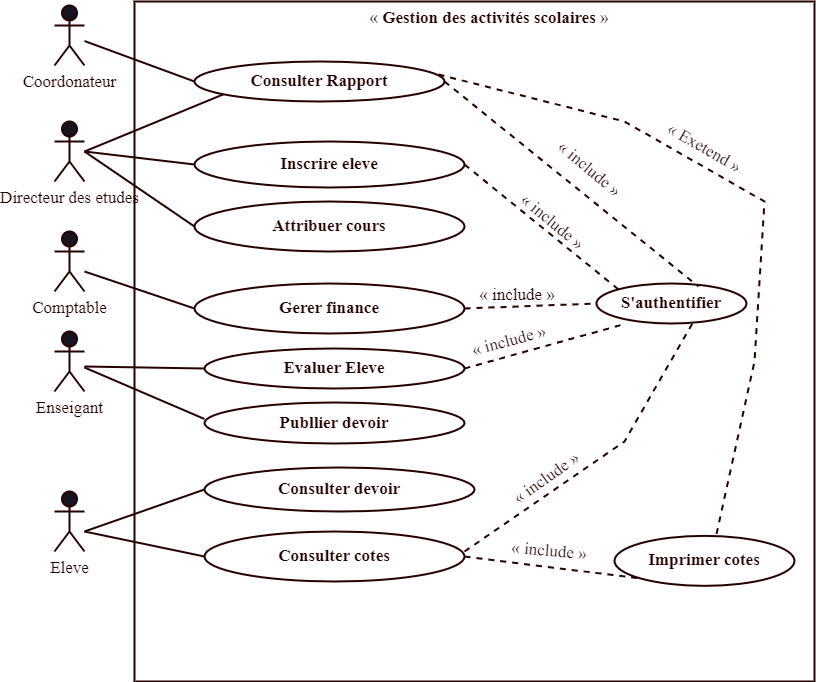 « Gestion des activités scolaires »
Coordonateur
Consulter Rapport
« Exetend »
« include »
Directeur des etudes
Inscrire eleve
« include »
Attribuer cours
Comptable
Gerer finance
« include »
S'authentifier
Enseigant
Evaluer Eleve
« include »
Publlier devoir
Eleve
Consulter devoir
« include »
Consulter cotes
« include »
Imprimer cotes